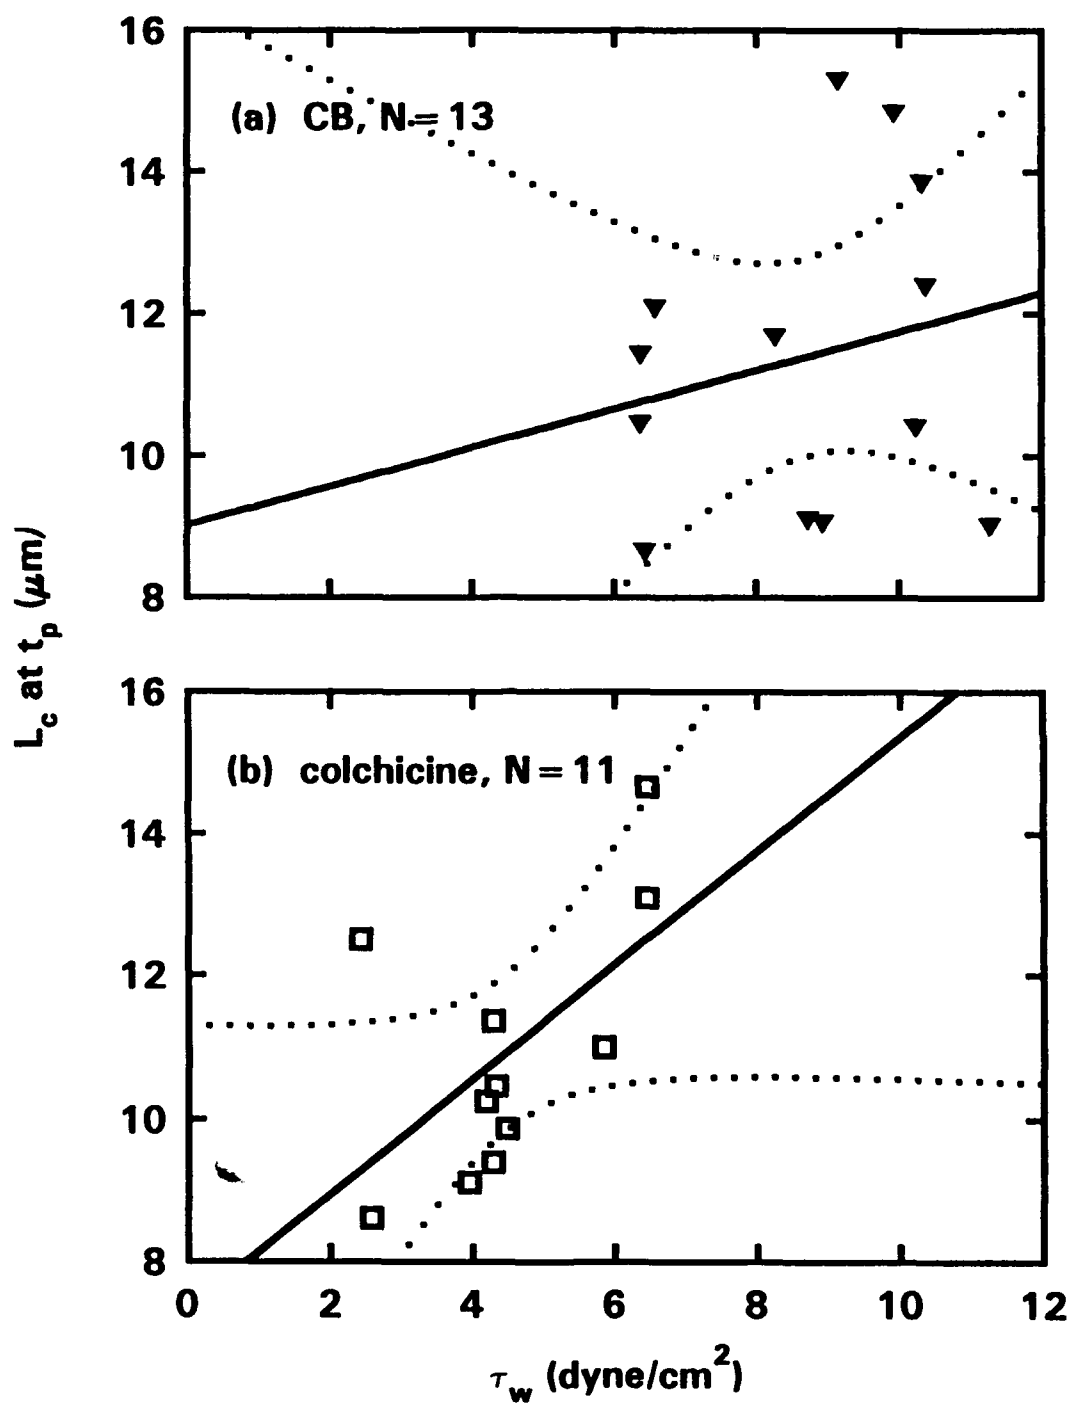 16
(a) CB, N = 13
14
12
10
8
L_c at t_p (μm)
16
(b) colchicine, N = 11
14
12
10
8
0 2 4 6 8 10 12
τ_w (dyne/cm²)